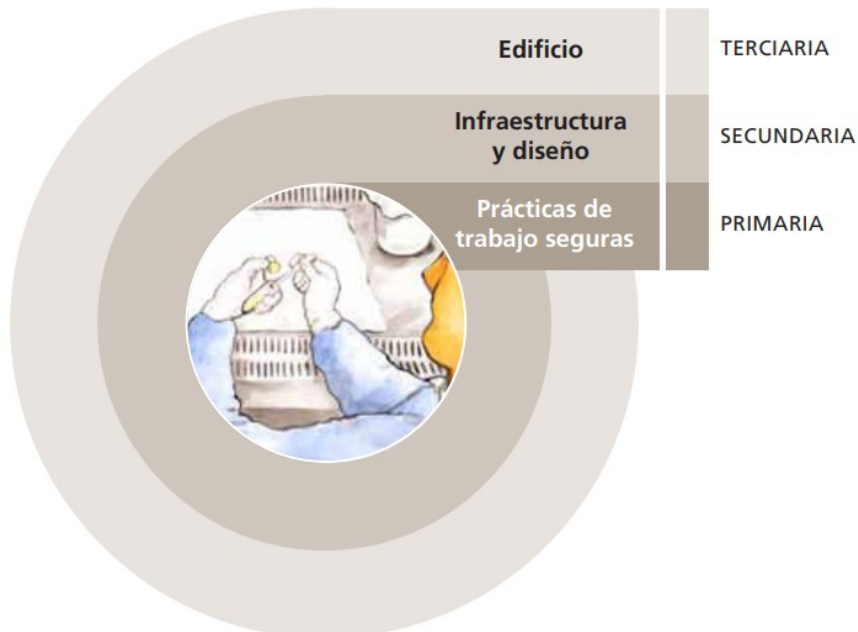 Edificio
TERCIARIA
Infraestructura
y diseño
SECUNDARIA
Prácticas de
trabajo seguras
PRIMARIA